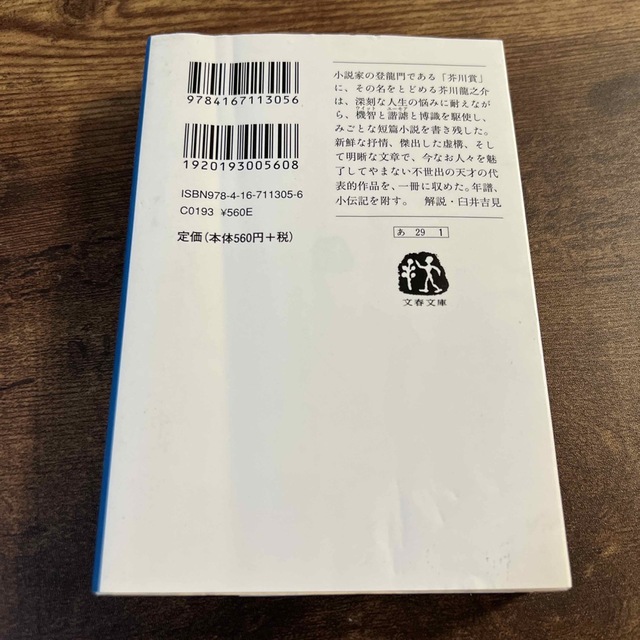 9784167113056
1920193005608
ISBN978-4-16-711305-6
C0193 ¥560E
定価(本体560円+税)
小説家の登龍門である「芥川賞」
に、その名をとどめる芥川龍之介
は、深刻な人生の悩みに耐えなが
ら、機智と諧謔と博識を駆使し、
みごとな短篇小説を書き残した。
新鮮な抒情、傑出した虚構、そし
て明晰な文章で、今なお人々を魅
了してやまない不世出の天才の代
表的作品を、一冊に収めた。年譜、
小伝記を附す。 解説・臼井吉見
あ 29 1
文春文庫